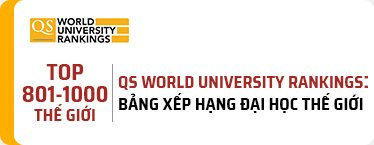 QS WORLD
UNIVERSITY
RANKINGS
TOP
801-1000
THẾ GIỚI
QS WORLD UNIVERSITY RANKINGS:
BẢNG XẾP HẠNG ĐẠI HỌC THẾ GIỚI